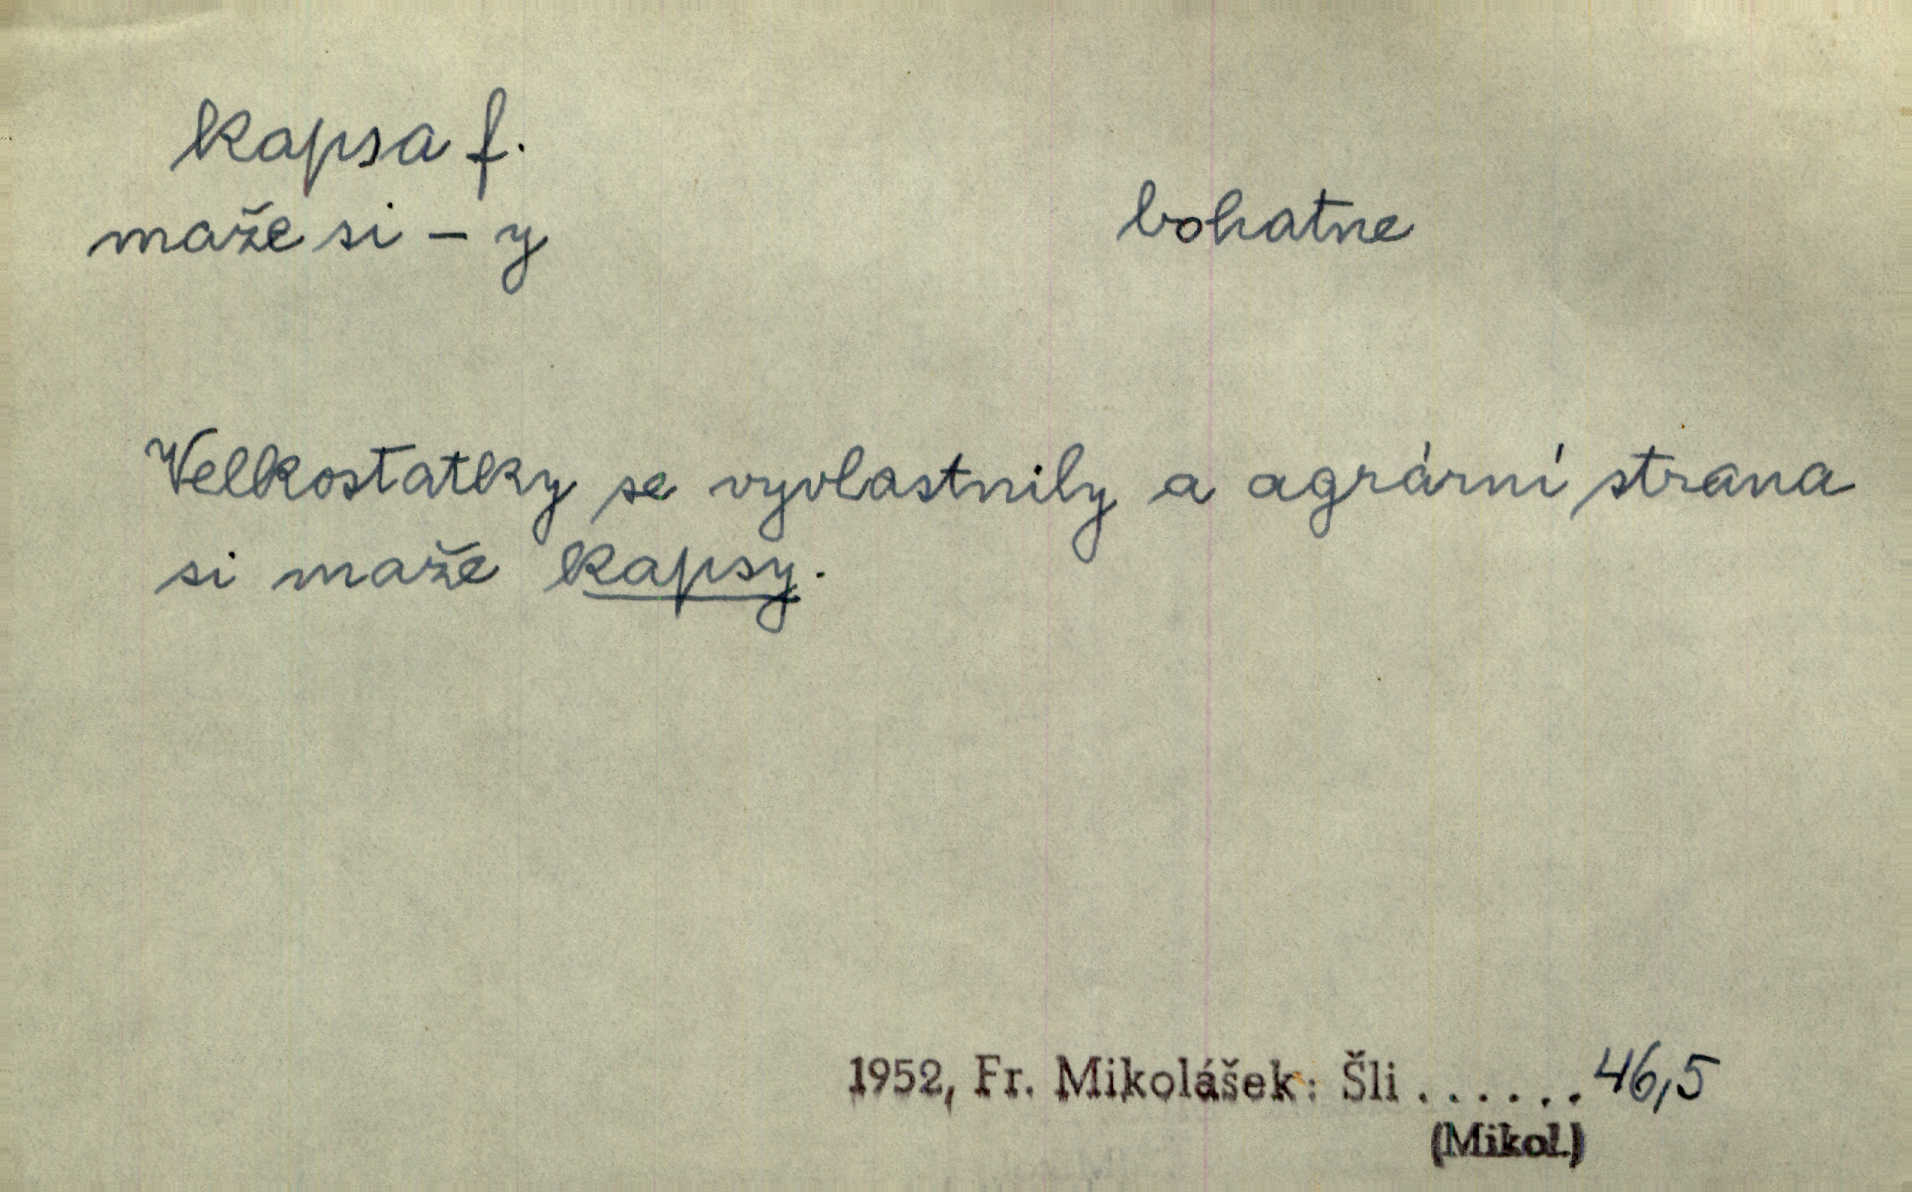 kapsa f.
maže si – y
bohatne
Velkostatky se vyvlastnily a agrární strana
si maže kapsy.
1952, Fr. Mikolášek: Šli ...... 46,5
(Mikol.)